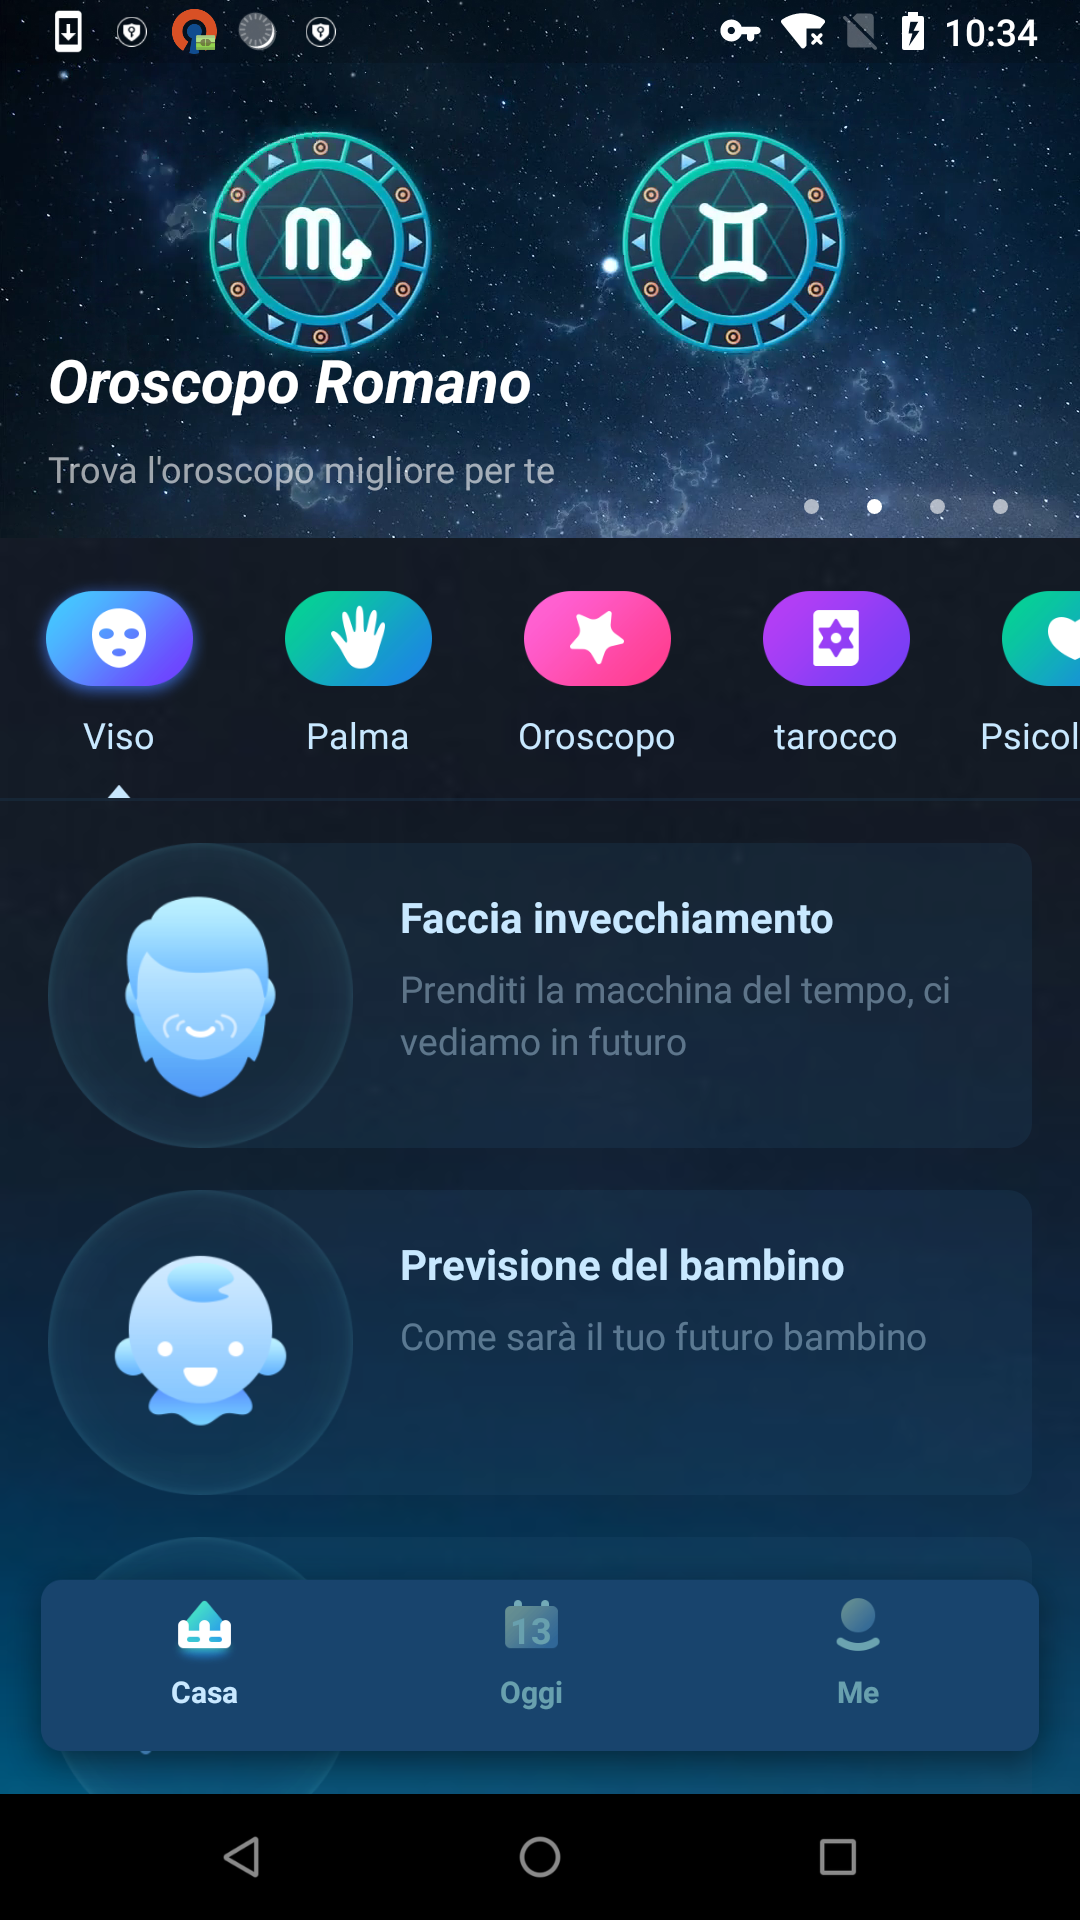 10:34
Oroscopo Romano
Trova l'oroscopo migliore per te
Viso
Palma
Oroscopo
tarocco
Psicol
Faccia invecchiamento
Prenditi la macchina del tempo, ci
vediamo in futuro
Previsione del bambino
Come sarà il tuo futuro bambino
13
Casa
Oggi
Me